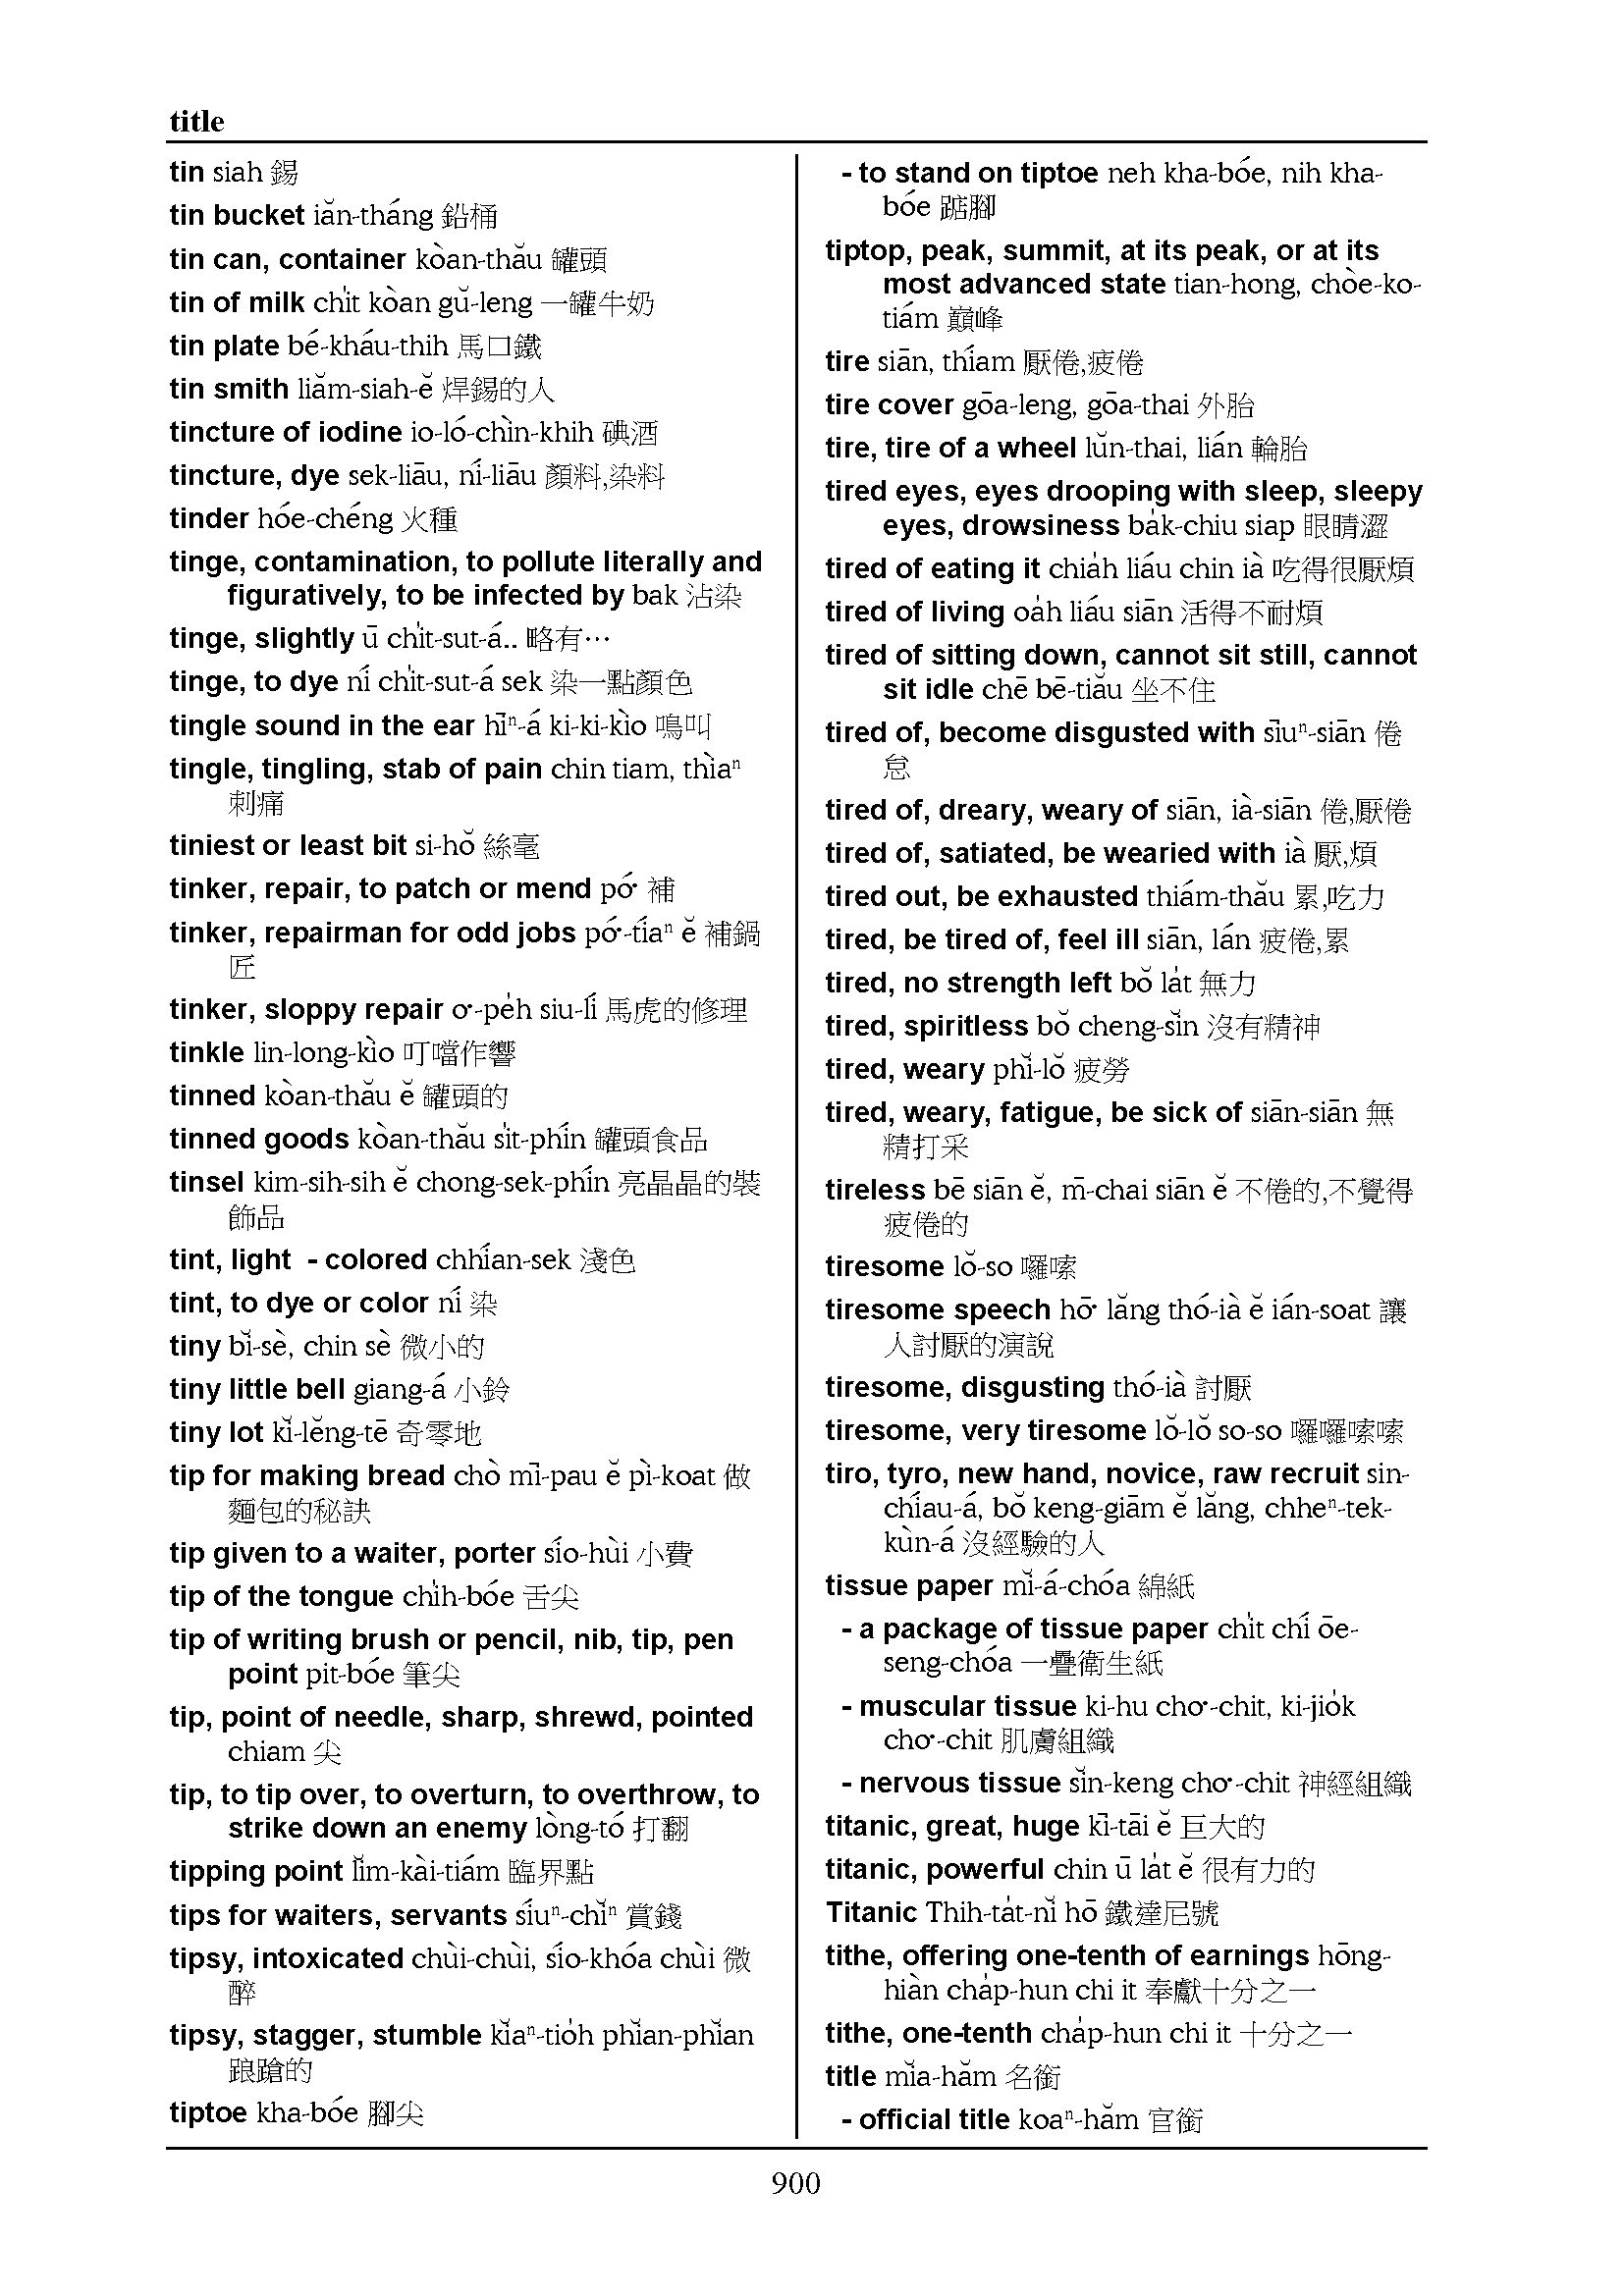 title
tin siah 錫
tin bucket iăn-tháng 鉛桶
tin can, container kòan-thău 罐頭
tin of milk chi̍t kòan gŭ-leng 一罐牛奶
tin plate bé-kháu-thih 馬口鐵
tin smith liăm-siah-ĕ 焊錫的人
tincture of iodine io-ló-chìn-khih 碘酒
tincture, dye sek-liāu, ní-liāu 顏料,染料
tinder hóe-chéng 火種
tinge, contamination, to pollute literally and
figuratively, to be infected by bak 沾染
tinge, slightly ū chi̍t-sut-á.. 略有…
tinge, to dye ní chi̍t-sut-á sek 染一點顏色
tingle sound in the ear hīⁿ-á ki-ki-kìo 鳴叫
tingle, tingling, stab of pain chin tiam, thìaⁿ
刺痛
tiniest or least bit si-hŏ 絲毫
tinker, repair, to patch or mend pó͘ 補
tinker, repairman for odd jobs pó͘-tíaⁿ ĕ 補鍋
匠
tinker, sloppy repair o͘-pe̍h siu-lí 馬虎的修理
tinkle lin-long-kìo 叮噹作響
tinned kòan-thău ĕ 罐頭的
tinned goods kòan-thău si̍t-phín 罐頭食品
tinsel kim-sih-sih ĕ chong-sek-phín 亮晶晶的裝
飾品
tint, light  - colored chhían-sek 淺色
tint, to dye or color ní 染
tiny bĭ-sè, chin sè 微小的
tiny little bell giang-á 小鈴
tiny lot kĭ-lĕng-tē 奇零地
tip for making bread chò mī-pau ĕ pì-koat 做
麵包的秘訣
tip given to a waiter, porter sío-hùi 小費
tip of the tongue chi̍h-bóe 舌尖
tip of writing brush or pencil, nib, tip, pen
point pit-bóe 筆尖
tip, point of needle, sharp, shrewd, pointed
chiam 尖
tip, to tip over, to overturn, to overthrow, to
strike down an enemy lòng-tó 打翻
tipping point lĭm-kài-tiám 臨界點
tips for waiters, servants síuⁿ-chĭⁿ 賞錢
tipsy, intoxicated chùi-chùi, sío-khóa chùi 微
醉
tipsy, stagger, stumble kĭaⁿ-tio̍h phĭan-phĭan
踉蹌的
tiptoe kha-bóe 腳尖
- to stand on tiptoe neh kha-bóe, nih kha-
bóe 踮腳
tiptop, peak, summit, at its peak, or at its
most advanced state tian-hong, chòe-ko-
tiám 巔峰
tire siān, thíam 厭倦,疲倦
tire cover gōa-leng, gōa-thai 外胎
tire, tire of a wheel lŭn-thai, lián 輪胎
tired eyes, eyes drooping with sleep, sleepy
eyes, drowsiness ba̍k-chiu siap 眼睛澀
tired of eating it chia̍h liáu chin ià 吃得很厭煩
tired of living oa̍h liáu siān 活得不耐煩
tired of sitting down, cannot sit still, cannot
sit idle chē bē-tiău 坐不住
tired of, become disgusted with sīuⁿ-siān 倦
怠
tired of, dreary, weary of siān, ià-siān 倦,厭倦
tired of, satiated, be wearied with ià 厭,煩
tired out, be exhausted thiám-thău 累,吃力
tired, be tired of, feel ill siān, lán 疲倦,累
tired, no strength left bŏ la̍t 無力
tired, spiritless bŏ cheng-sĭn 沒有精神
tired, weary phĭ-lŏ 疲勞
tired, weary, fatigue, be sick of siān-siān 無
精打采
tireless bē siān ĕ, m̄-chai siān ĕ 不倦的,不覺得
疲倦的
tiresome lŏ-so 囉嗦
tiresome speech hō͘ lăng thó-ià ĕ ián-soat 讓
人討厭的演說
tiresome, disgusting thó-ià 討厭
tiresome, very tiresome lŏ-lŏ so-so 囉囉嗦嗦
tiro, tyro, new hand, novice, raw recruit sin-
chíau-á, bŏ keng-giām ĕ lăng, chheⁿ-tek-
kùn-á 沒經驗的人
tissue paper mĭ-á-chóa 綿紙
- a package of tissue paper chi̍t chí ōe-
seng-chóa 一疊衛生紙
- muscular tissue ki-hu cho͘-chit, ki-jio̍k
cho͘-chit 肌膚組織
- nervous tissue sĭn-keng cho͘-chit 神經組織
titanic, great, huge kī-tāi ĕ 巨大的
titanic, powerful chin ū la̍t ĕ 很有力的
Titanic Thih-ta̍t-nĭ hō 鐵達尼號
tithe, offering one-tenth of earnings hōng-
hiàn cha̍p-hun chi it 奉獻十分之一
tithe, one-tenth cha̍p-hun chi it 十分之一
title mĭa-hăm 名銜
- official title koaⁿ-hăm 官銜
900